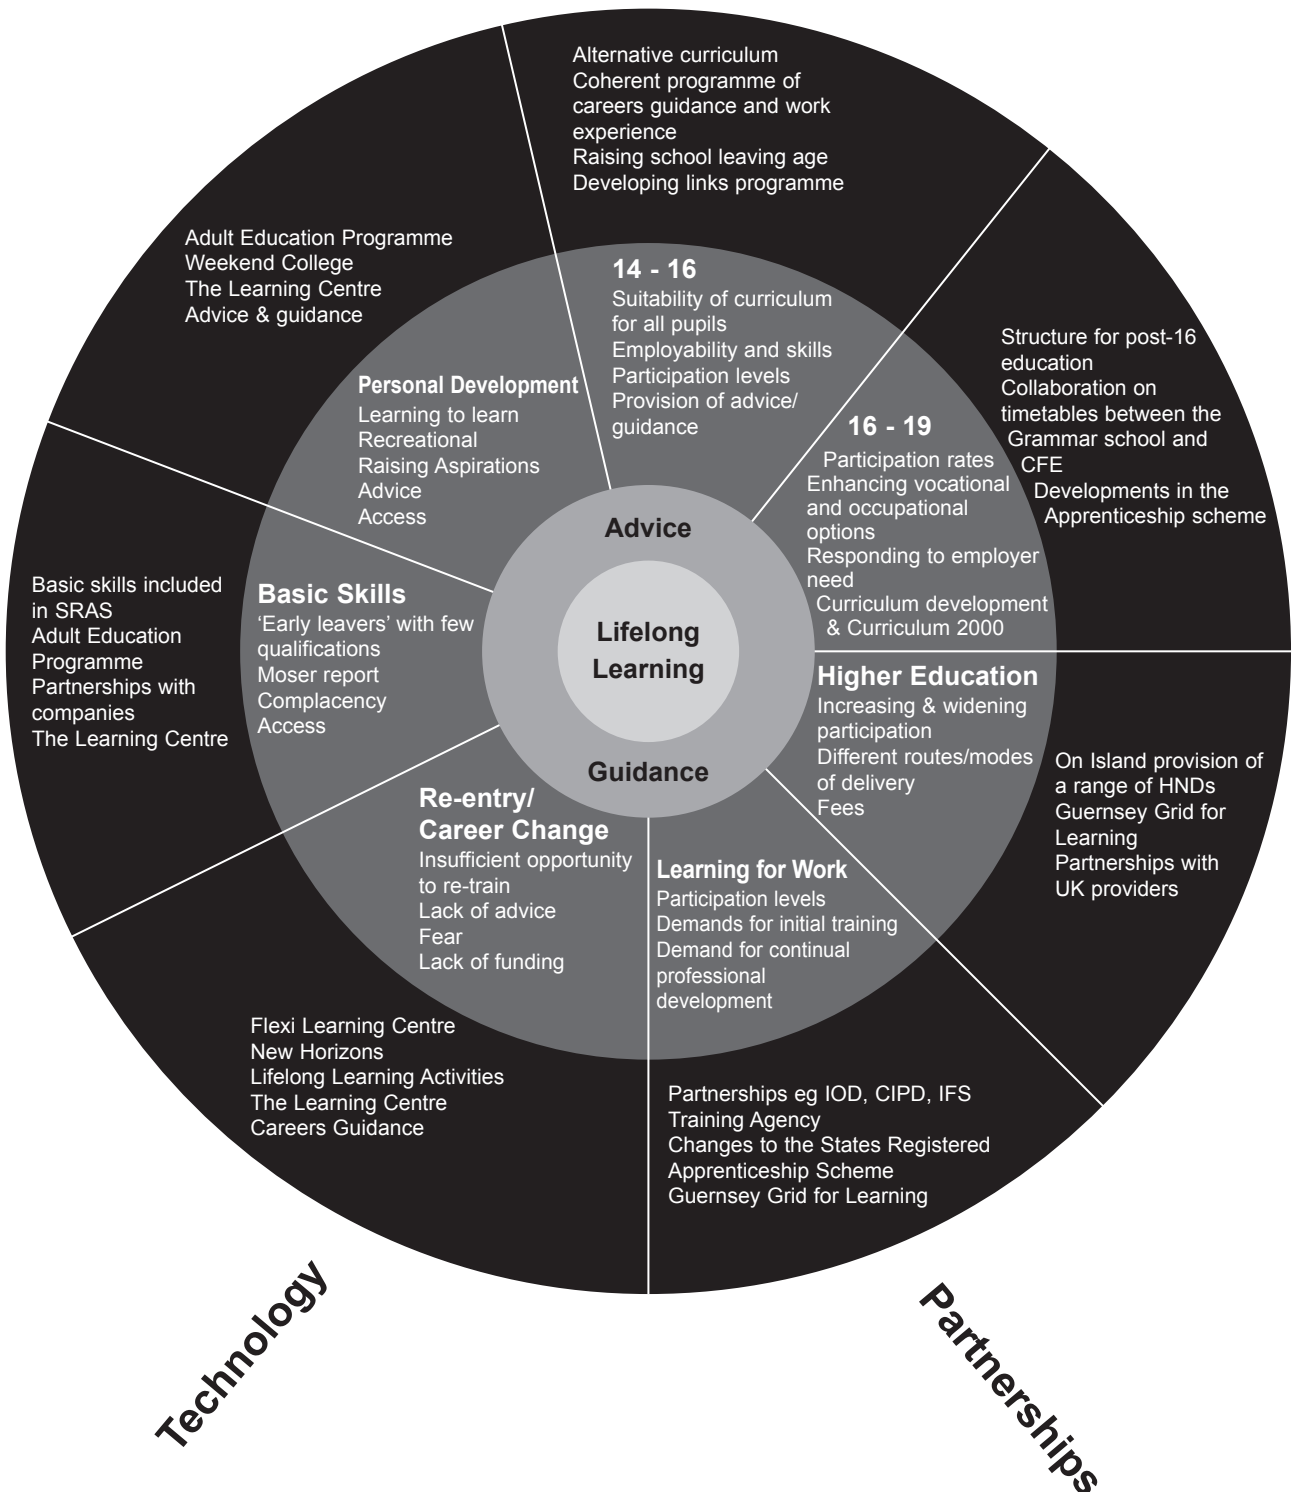 Alternative curriculum
Coherent programme of
careers guidance and work
experience
Raising school leaving age
Developing links programme
Adult Education Programme
Weekend College
The Learning Centre
Advice & guidance
14 - 16
Suitability of curriculum
for all pupils
Employability and skills
Participation levels
Provision of advice/
guidance
Structure for post-16
education
Collaboration on
timetables between the
Grammar school and
CFE
Developments in the
Apprenticeship scheme
Personal Development
Learning to learn
Recreational
Raising Aspirations
Advice
Access
16 - 19
Participation rates
Enhancing vocational
and occupational
options
Responding to employer
need
Curriculum development
& Curriculum 2000
Advice
Lifelong
Learning
Guidance
Basic skills included
in SRAS
Adult Education
Programme
Partnerships with
companies
The Learning Centre
Basic Skills
‘Early leavers’ with few
qualifications
Moser report
Complacency
Access
Higher Education
Increasing & widening
participation
Different routes/modes
of delivery
Fees
On Island provision of
a range of HNDs
Guernsey Grid for
Learning
Partnerships with
UK providers
Re-entry/
Career Change
Insufficient opportunity
to re-train
Lack of advice
Fear
Lack of funding
Learning for Work
Participation levels
Demands for initial training
Demand for continual
professional
development
Flexi Learning Centre
New Horizons
Lifelong Learning Activities
The Learning Centre
Careers Guidance
Partnerships eg IOD, CIPD, IFS
Training Agency
Changes to the States Registered
Apprenticeship Scheme
Guernsey Grid for Learning
Technology
Partnerships